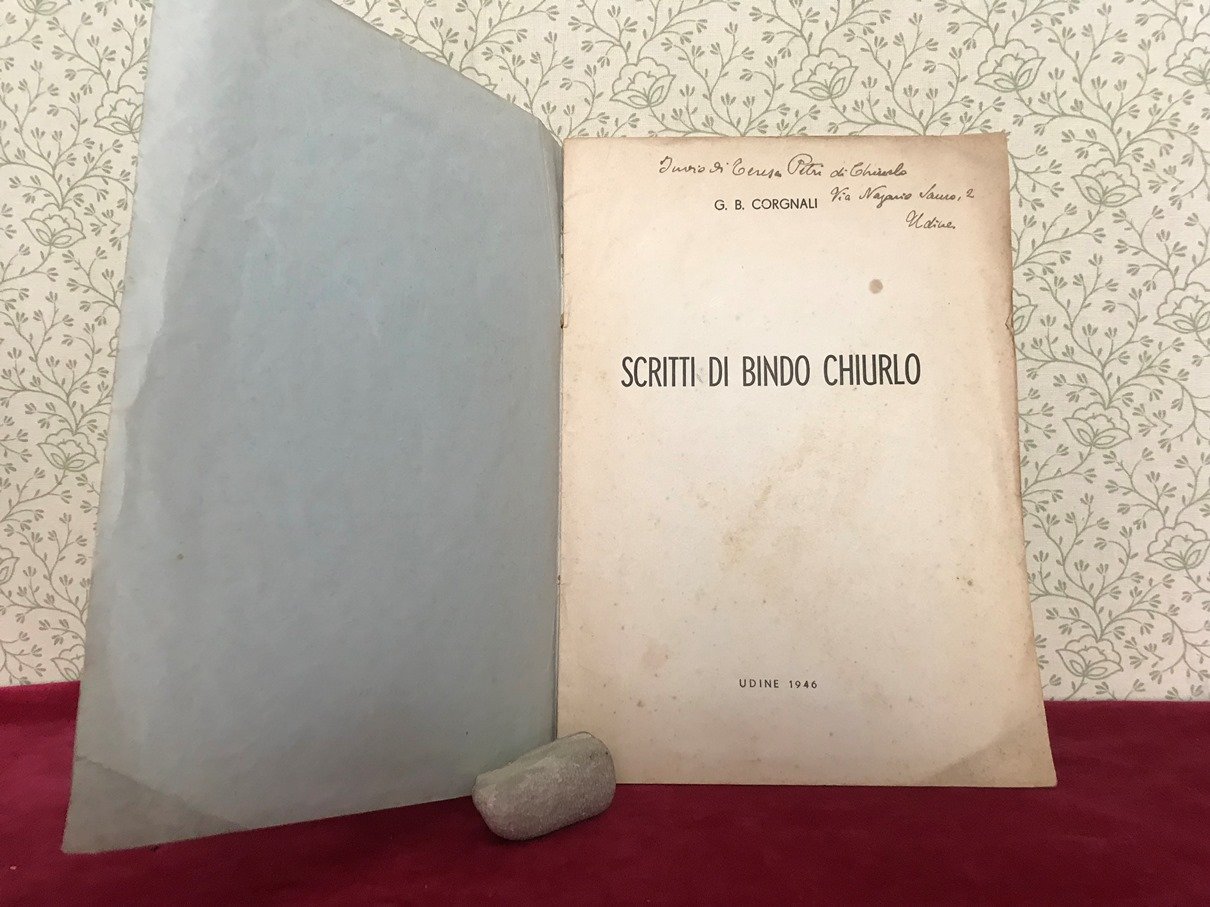 Invio di Teresa Petri di Chiurlo
Via Nazario Sauro, 2
Udine
G. B. CORGNALI
SCRITTI DI BINDO CHIURLO
UDINE 1946